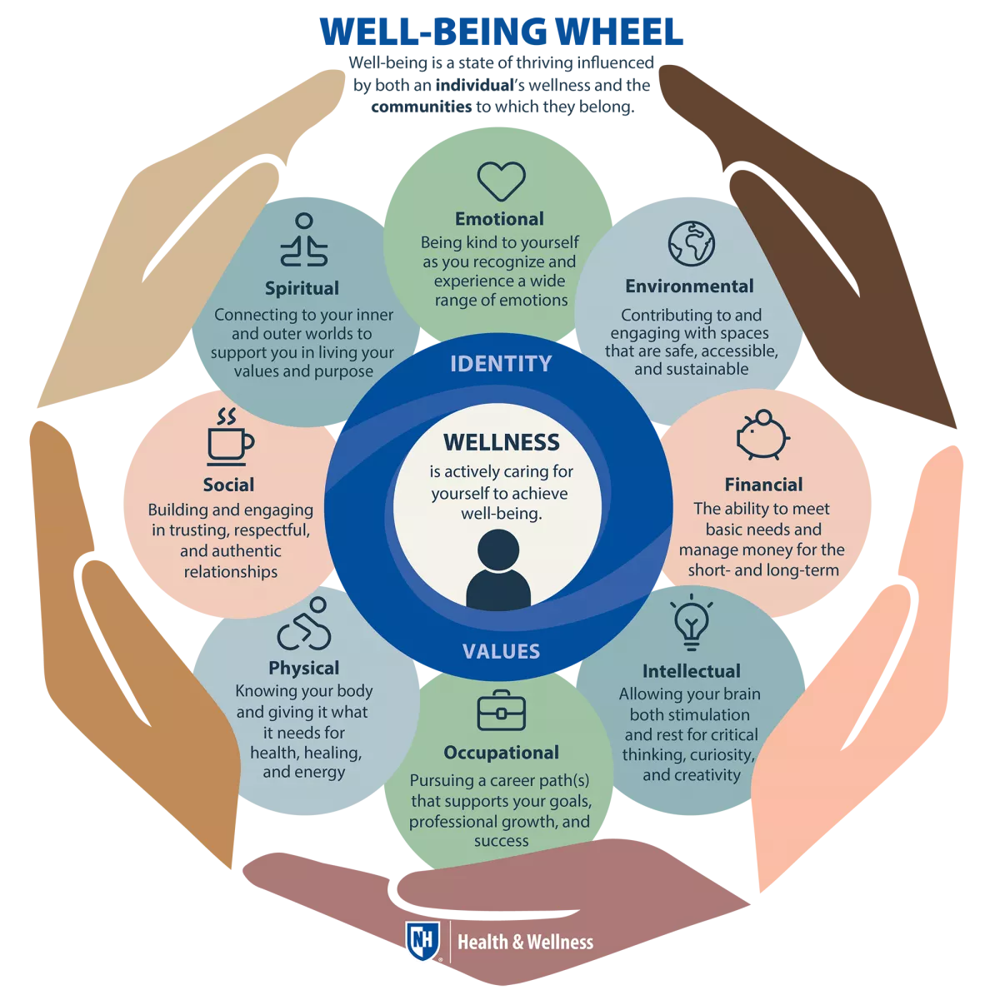 WELL-BEING WHEEL
Well-being is a state of thriving influenced
by both an individual's wellness and the
communities to which they belong.
Emotional
Being kind to yourself
as you recognize and
experience a wide
range of emotions
Environmental
Contributing to and
engaging with spaces
that are safe, accessible,
and sustainable
Financial
The ability to meet
basic needs and
manage money for the
short- and long-term
Intellectual
Allowing your brain
both stimulation
and rest for critical
thinking, curiosity,
and creativity
Occupational
Pursuing a career path(s)
that supports your goals,
professional growth, and
success
Physical
Knowing your body
and giving it what
it needs for
health, healing,
and energy
Social
Building and engaging
in trusting, respectful,
and authentic
relationships
Spiritual
Connecting to your inner
and outer worlds to
support you in living your
values and purpose
IDENTITY
WELLNESS
is actively caring for
yourself to achieve
well-being.
VALUES
NH ®
Health & Wellness